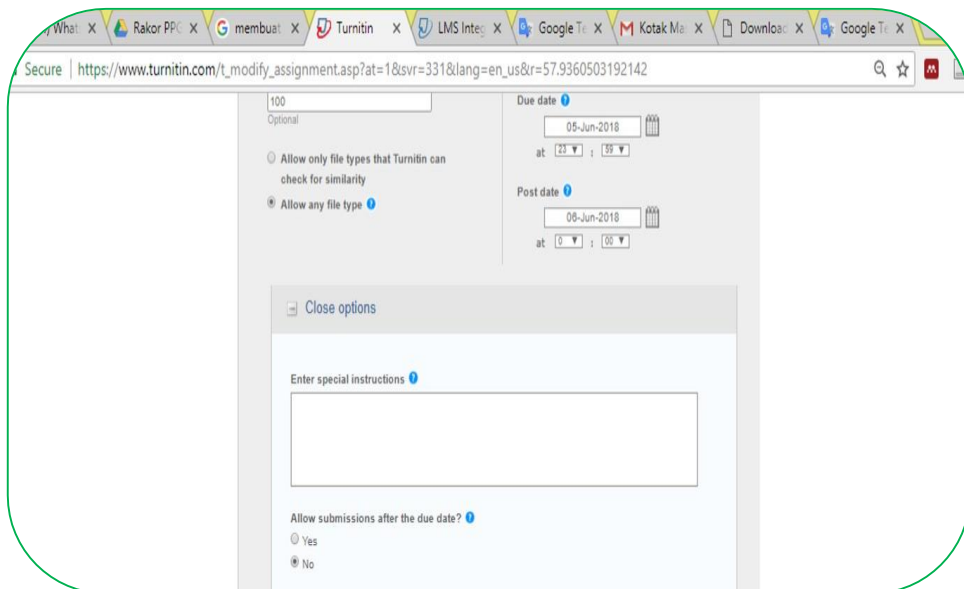 What X Rakor PPG X membuat X Turnitin X LMS Integ X Google Te X Kotak Ma X Download X Google Te X
Secure | https://www.turnitin.com/t_modify_assignment.asp?at=1&svr=331&lang=en_us&r=57.9360503192142
100
Optional
Allow only file types that Turnitin can
check for similarity
Allow any file type ?
Due date ?
05-Jun-2018
at 23 : 59
Post date ?
06-Jun-2018
at 0 : 00
Close options
Enter special instructions ?
Allow submissions after the due date? ?
Yes
No